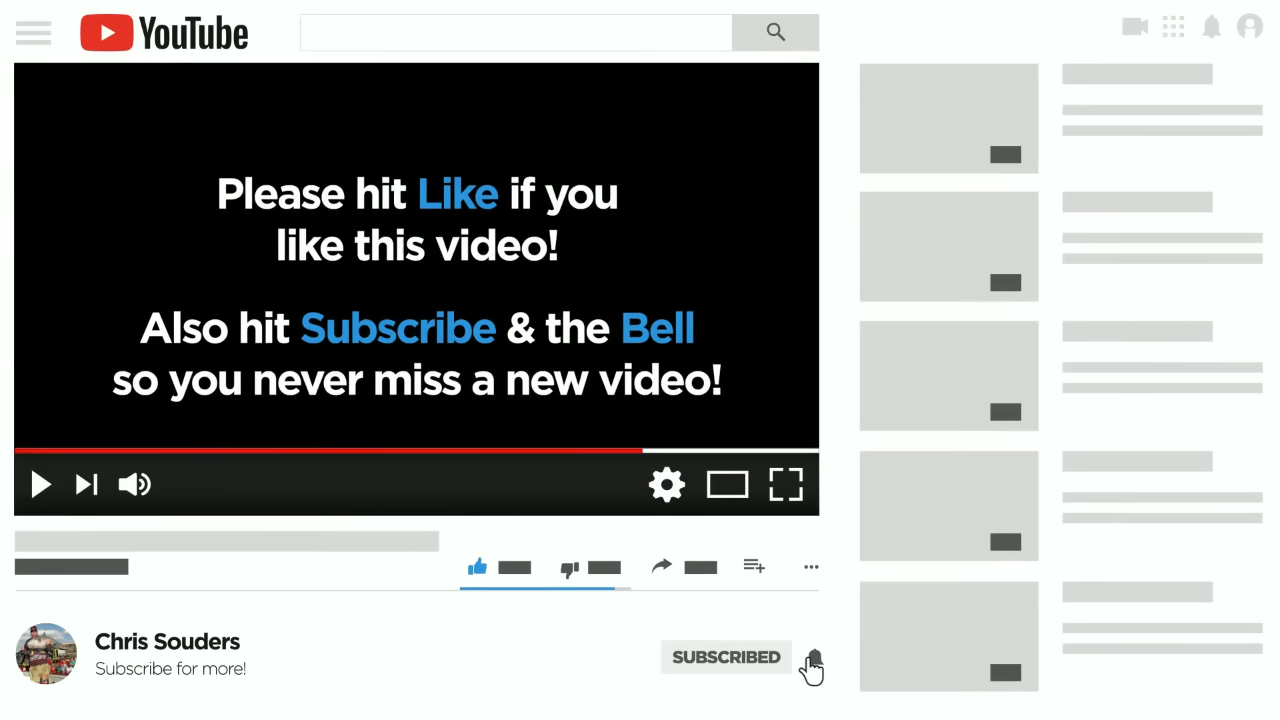 YouTube
Please hit Like if you
like this video!
Also hit Subscribe & the Bell
so you never miss a new video!
Chris Souders
Subscribe for more!
SUBSCRIBED